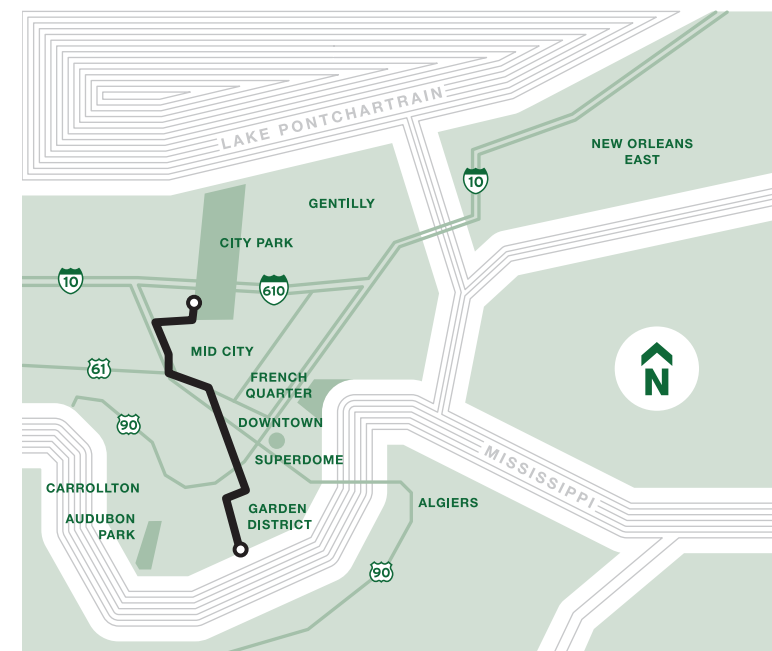 LAKE PONTCHARTRAIN
NEW ORLEANS
EAST
10
GENTILLY
CITY PARK
10
610
MID CITY
61
FRENCH
QUARTER
N
90
DOWNTOWN
SUPERDOME
MISSISSIPPI
CARROLLTON
GARDEN
DISTRICT
ALGIERS
AUDUBON
PARK
90